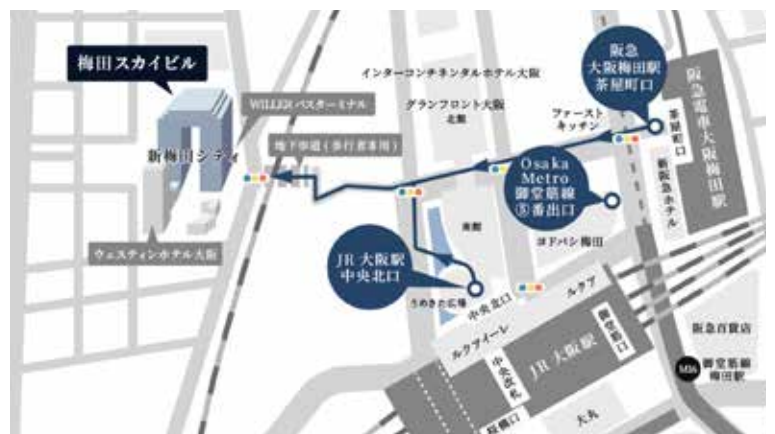 梅田スカイビル
阪急
大阪梅田駅
茶屋町口
インターコンチネンタルホテル大阪
WILLERバスターミナル
グランフロント大阪
北館
ファースト
キッチン
茶屋町口
阪急電車大阪梅田駅
新梅田シティ
地下歩道(歩行者専用)
Osaka
Metro
御堂筋線
⑤番出口
新阪急ホテル
ウェスティンホテル大阪
南館
ヨドバシ梅田
JR 大阪駅
中央北口
うめきた広場
中央北口
ルクア
ルクアイーレ
JR 大阪駅
御堂筋口
阪急百貨店
中央改札
M16
御堂筋線
梅田駅
桜橋口
大丸